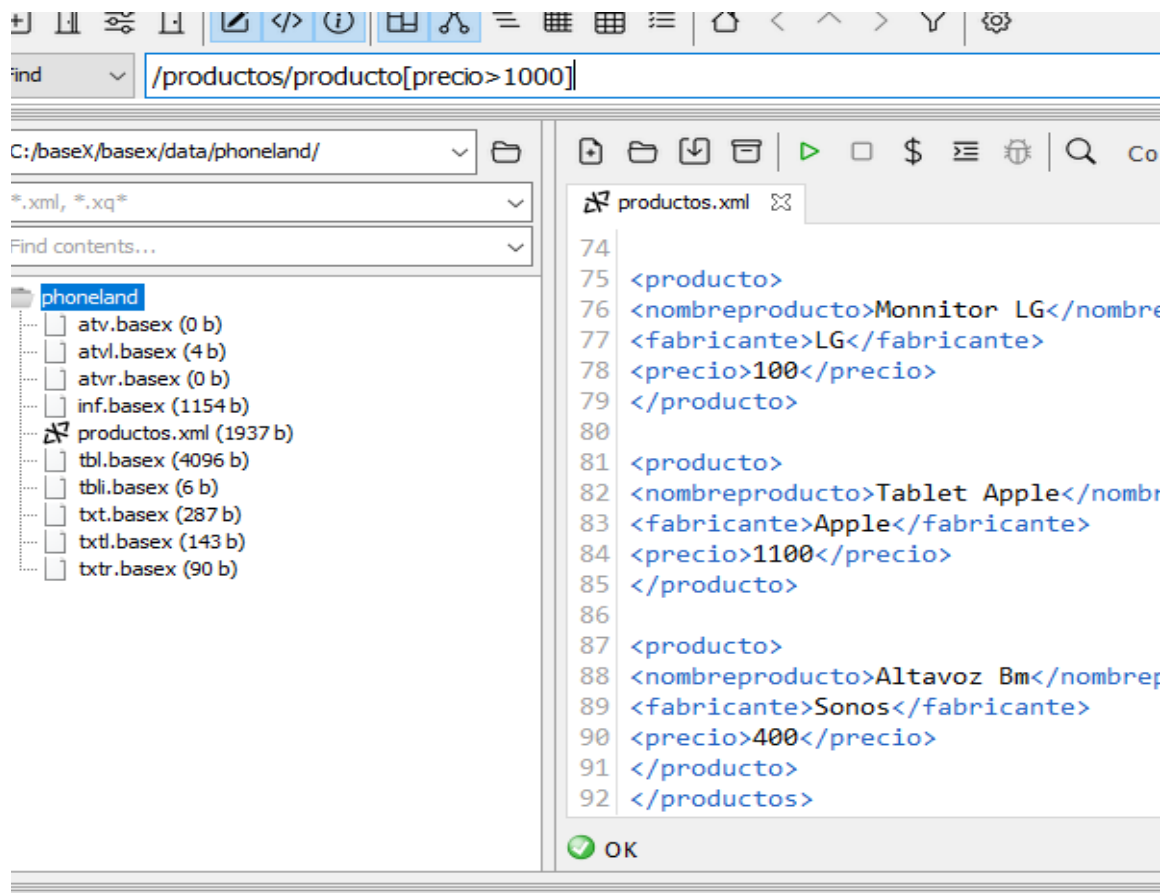 Find
/productos/producto[precio>1000]
C:/baseX/basex/data/phoneland/
*.xml, *.xq*
Find contents...
phoneland
atv.basex (0 b)
atvl.basex (4 b)
atvr.basex (0 b)
inf.basex (1154 b)
productos.xml (1937 b)
tbl.basex (4096 b)
tbli.basex (6 b)
txt.basex (287 b)
txtl.basex (143 b)
txtr.basex (90 b)
$ Co
productos.xml
74
75 <producto>
76 <nombreproducto>Monnitor LG</nombre
77 <fabricante>LG</fabricante>
78 <precio>100</precio>
79 </producto>
80
81 <producto>
82 <nombreproducto>Tablet Apple</nombr
83 <fabricante>Apple</fabricante>
84 <precio>1100</precio>
85 </producto>
86
87 <producto>
88 <nombreproducto>Altavoz Bm</nombrep
89 <fabricante>Sonos</fabricante>
90 <precio>400</precio>
91 </producto>
92 </productos>
OK